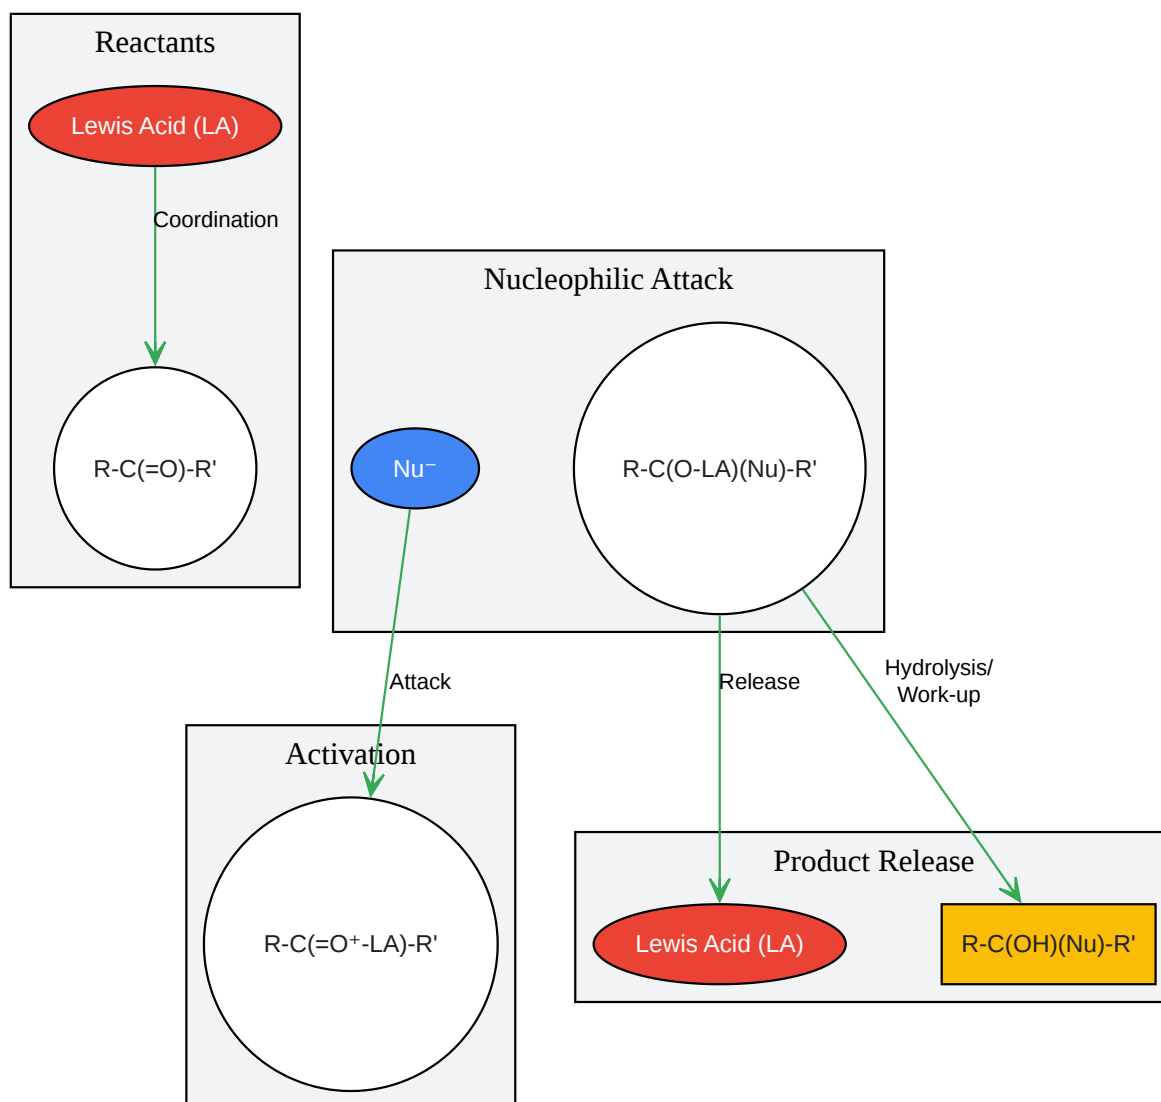 Reactants
Lewis Acid (LA)
Coordination
R-C(=O)-R'
Nucleophilic Attack
Nu⁻
R-C(O-LA)(Nu)-R'
Attack
Release
Hydrolysis/
Work-up
Activation
R-C(=O⁺-LA)-R'
Product Release
Lewis Acid (LA)
R-C(OH)(Nu)-R'